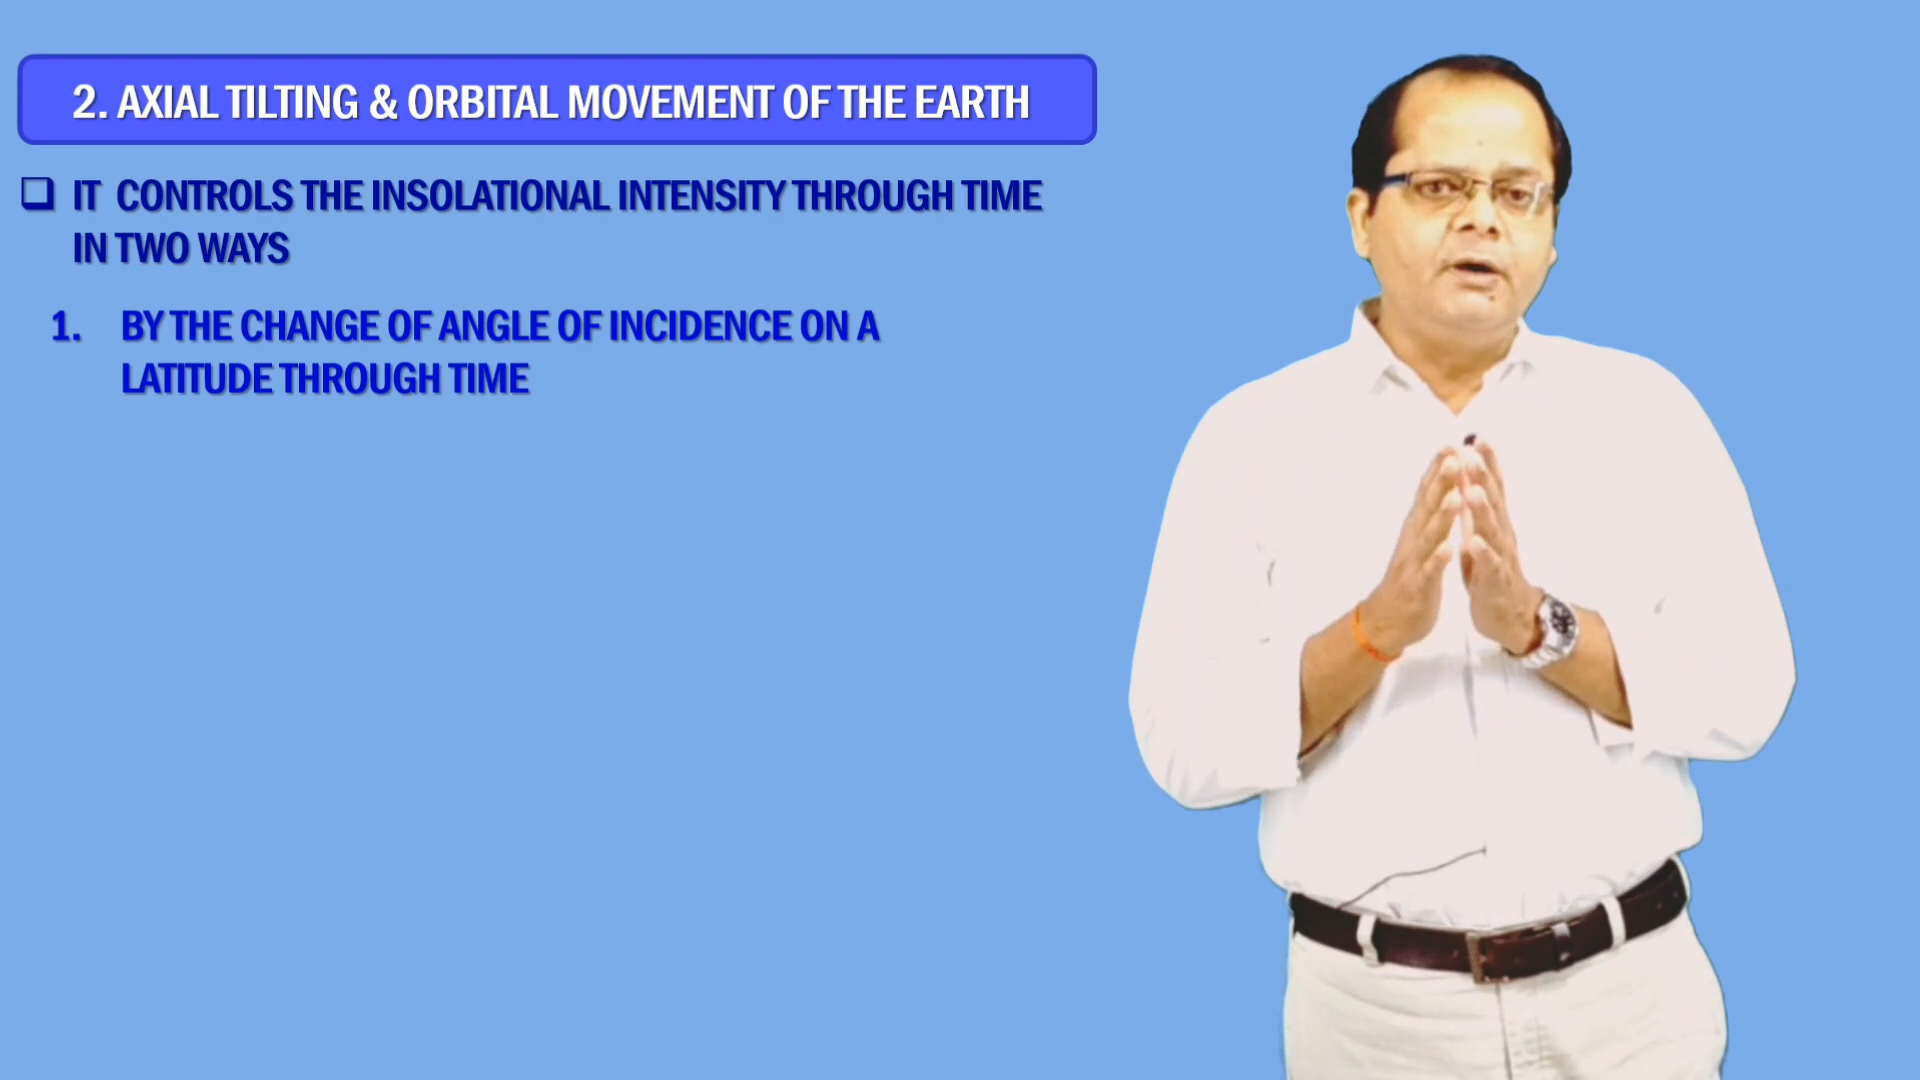 2. AXIAL TILTING & ORBITAL MOVEMENT OF THE EARTH
IT CONTROLS THE INSOLATIONAL INTENSITY THROUGH TIME
IN TWO WAYS
1. BY THE CHANGE OF ANGLE OF INCIDENCE ON A
LATITUDE THROUGH TIME